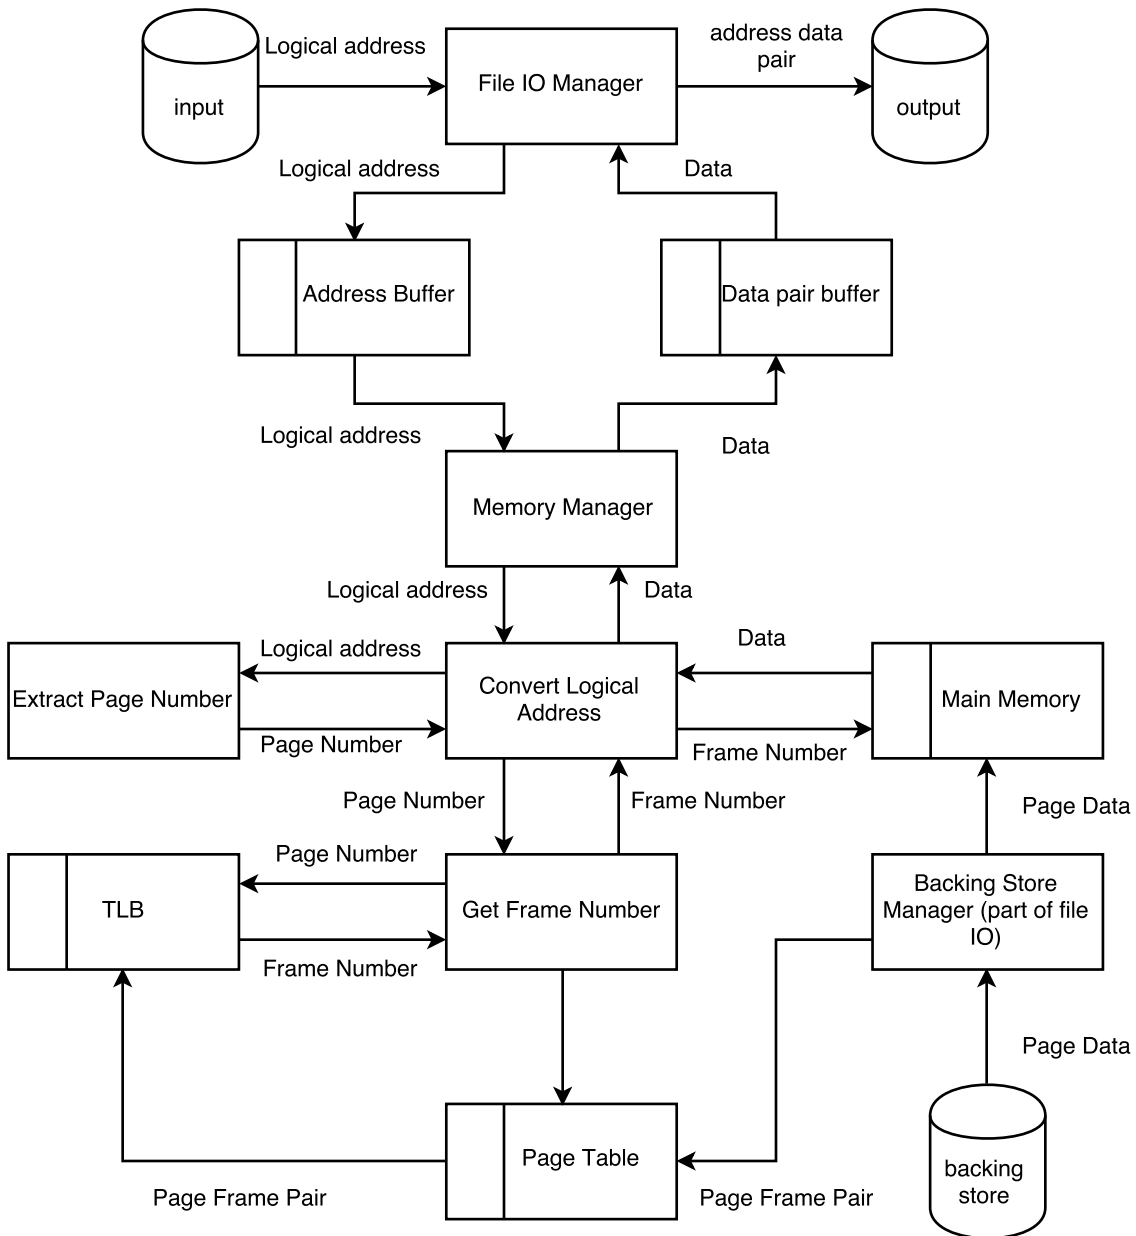 Logical address
address data
pair
input
File IO Manager
output
Logical address
Data
Address Buffer
Data pair buffer
Logical address
Data
Memory Manager
Logical address
Data
Logical address
Data
Extract Page Number
Convert Logical
Address
Main Memory
Page Number
Frame Number
Page Number
Frame Number
Page Data
Page Number
TLB
Get Frame Number
Backing Store
Manager (part of file
IO)
Frame Number
Page Data
Page Table
backing
store
Page Frame Pair
Page Frame Pair